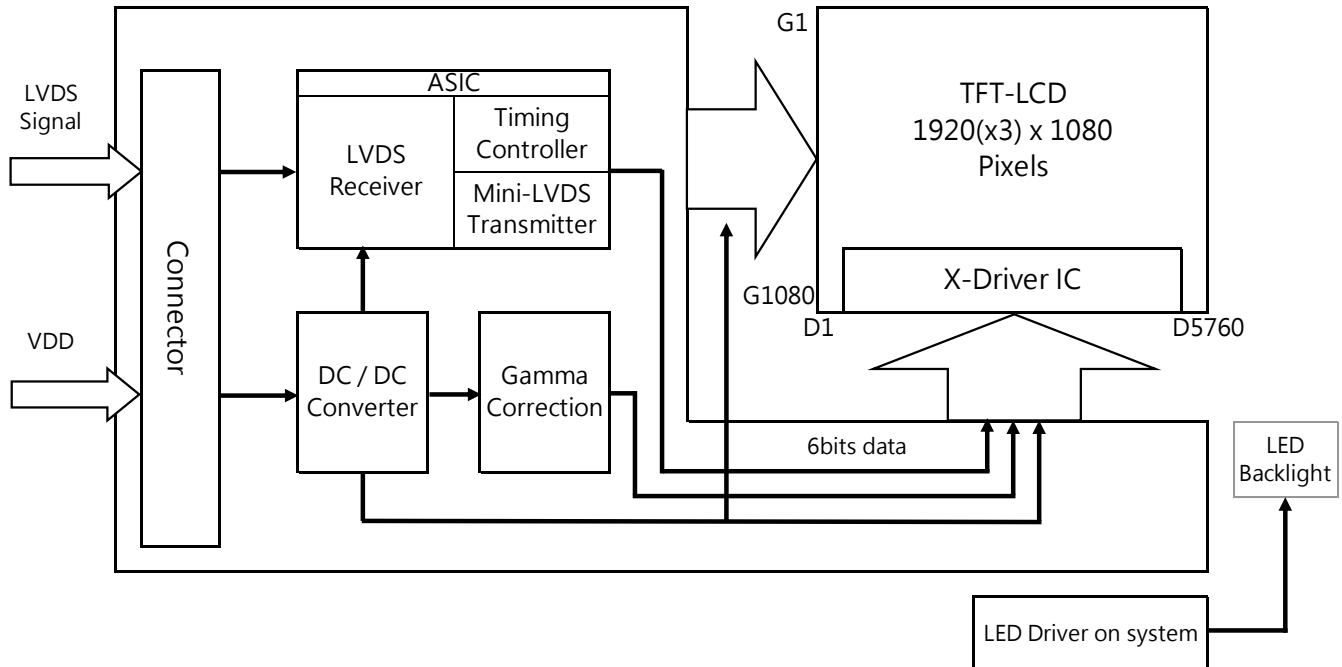 G1
TFT-LCD
1920(x3) x 1080
Pixels
LVDS
Signal
ASIC
LVDS
Receiver
Timing
Controller
Mini-LVDS
Transmitter
Connector
X-Driver IC
G1080
D1
D5760
VDD
DC / DC
Converter
Gamma
Correction
6bits data
LED
Backlight
LED Driver on system